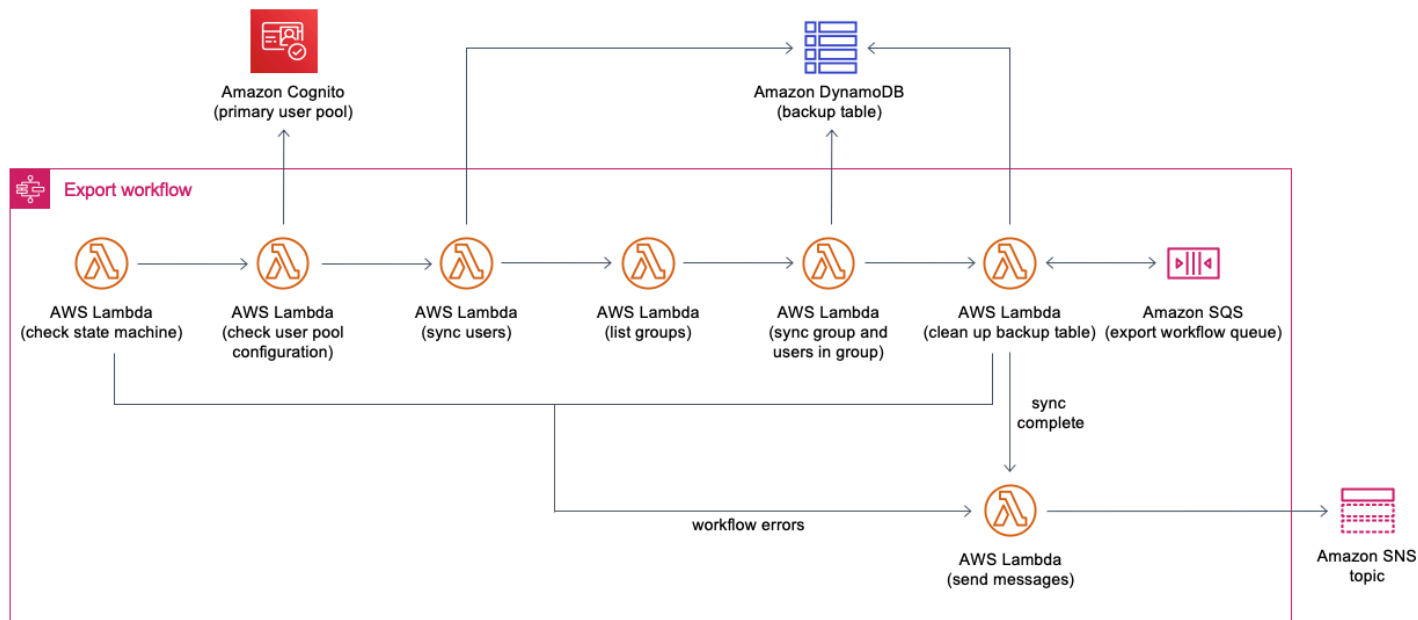 Amazon Cognito
(primary user pool)
Amazon DynamoDB
(backup table)
Export workflow
AWS Lambda
(check state machine)
AWS Lambda
(check user pool
configuration)
AWS Lambda
(sync users)
AWS Lambda
(list groups)
AWS Lambda
(sync group and
users in group)
AWS Lambda
(clean up backup table)
Amazon SQS
(export workflow queue)
sync
complete
workflow errors
AWS Lambda
(send messages)
Amazon SNS
topic